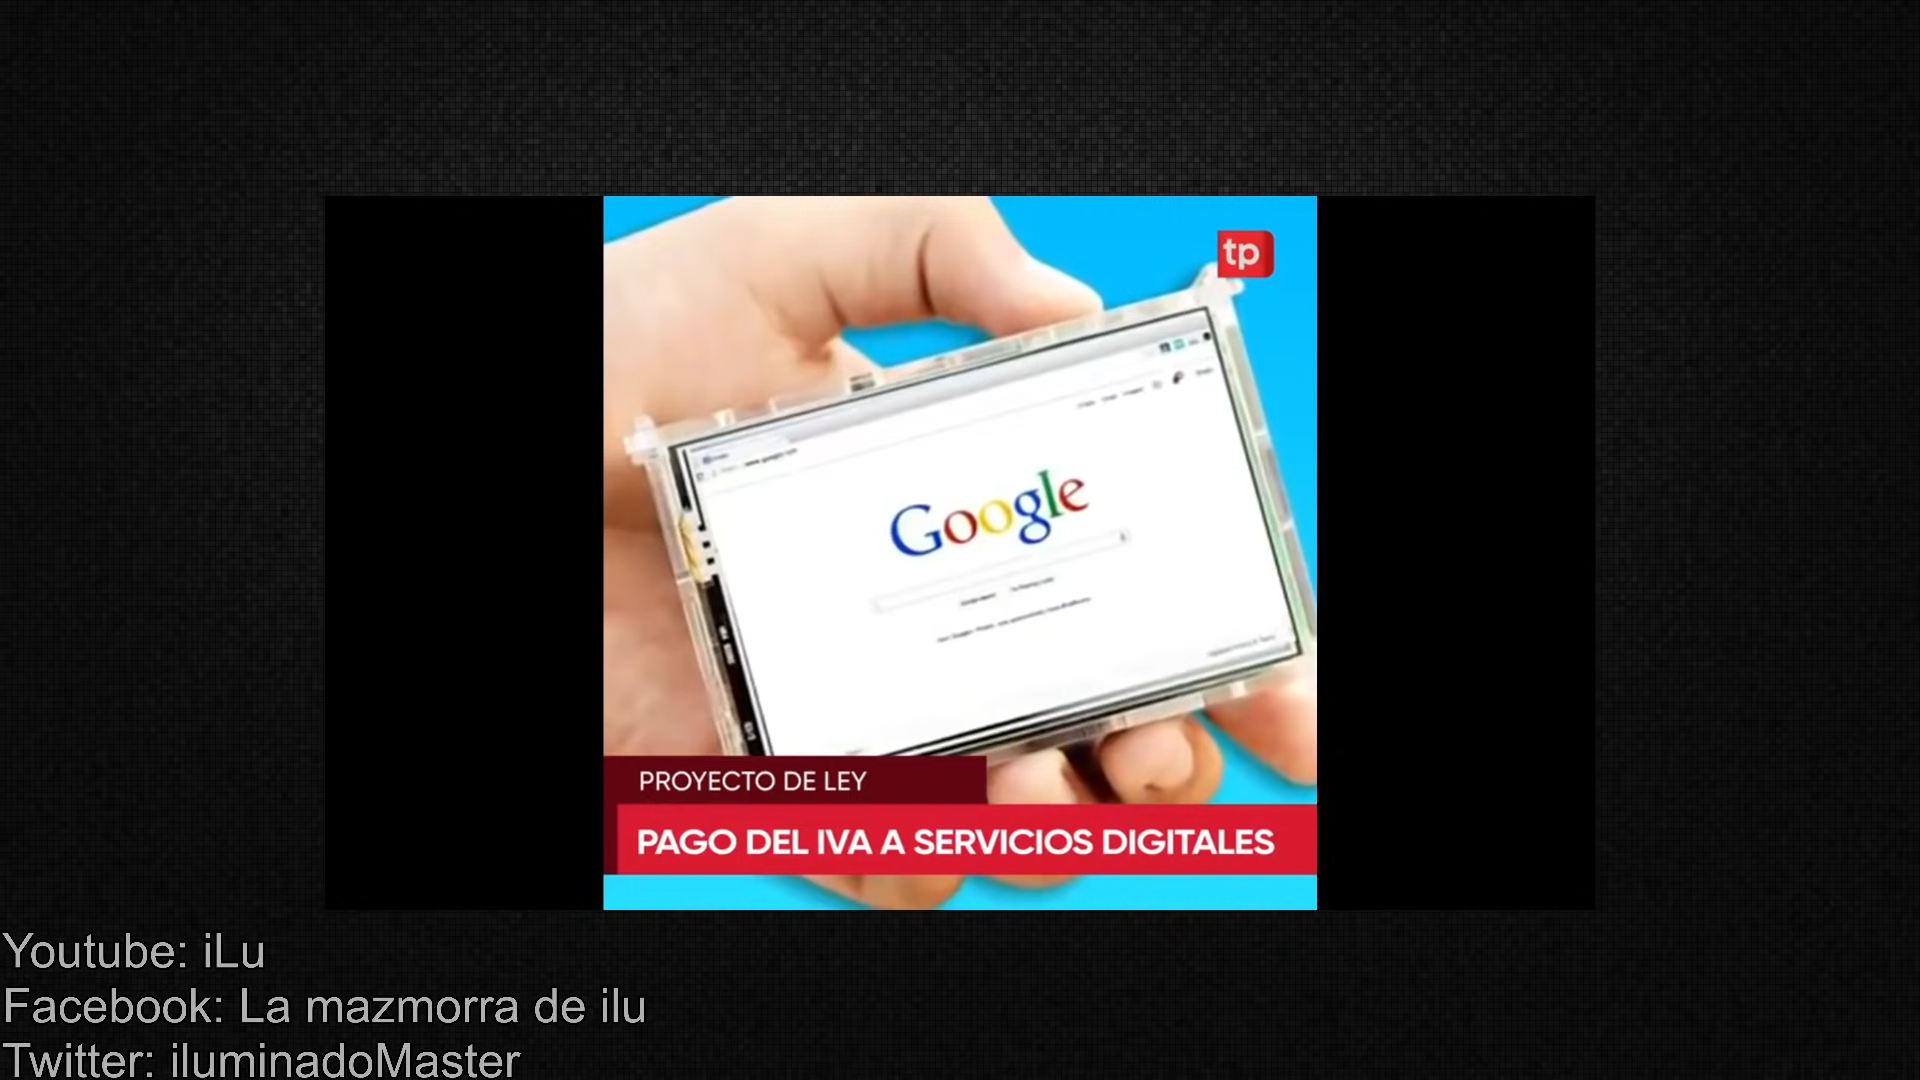 tp
Google
PROYECTO DE LEY
PAGO DEL IVA A SERVICIOS DIGITALES
Youtube: iLu
Facebook: La mazmorra de ilu
Twitter: iluminadoMaster